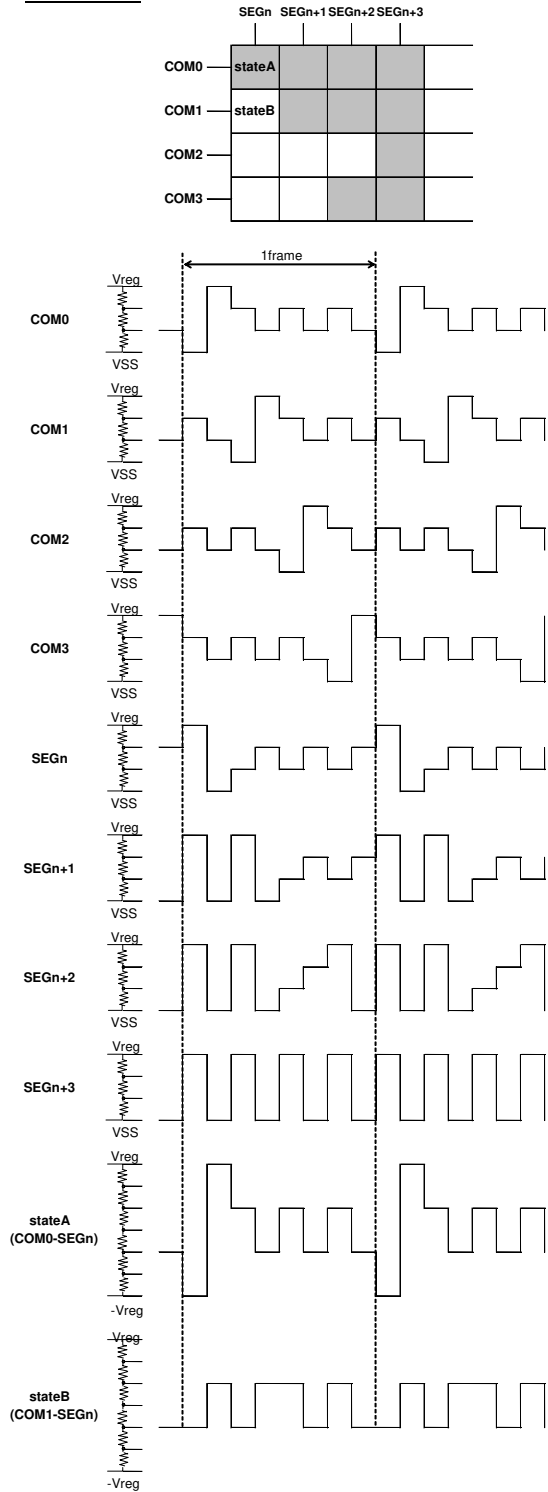 SEGn SEGn+1 SEGn+2 SEGn+3
COM0 stateA
COM1 stateB
COM2
COM3
1frame
Vreg
COM0
VSS
Vreg
COM1
VSS
Vreg
COM2
VSS
Vreg
COM3
VSS
Vreg
SEGn
VSS
Vreg
SEGn+1
VSS
Vreg
SEGn+2
VSS
Vreg
SEGn+3
VSS
Vreg
stateA
(COM0-SEGn)
-Vreg
Vreg
stateB
(COM1-SEGn)
-Vreg